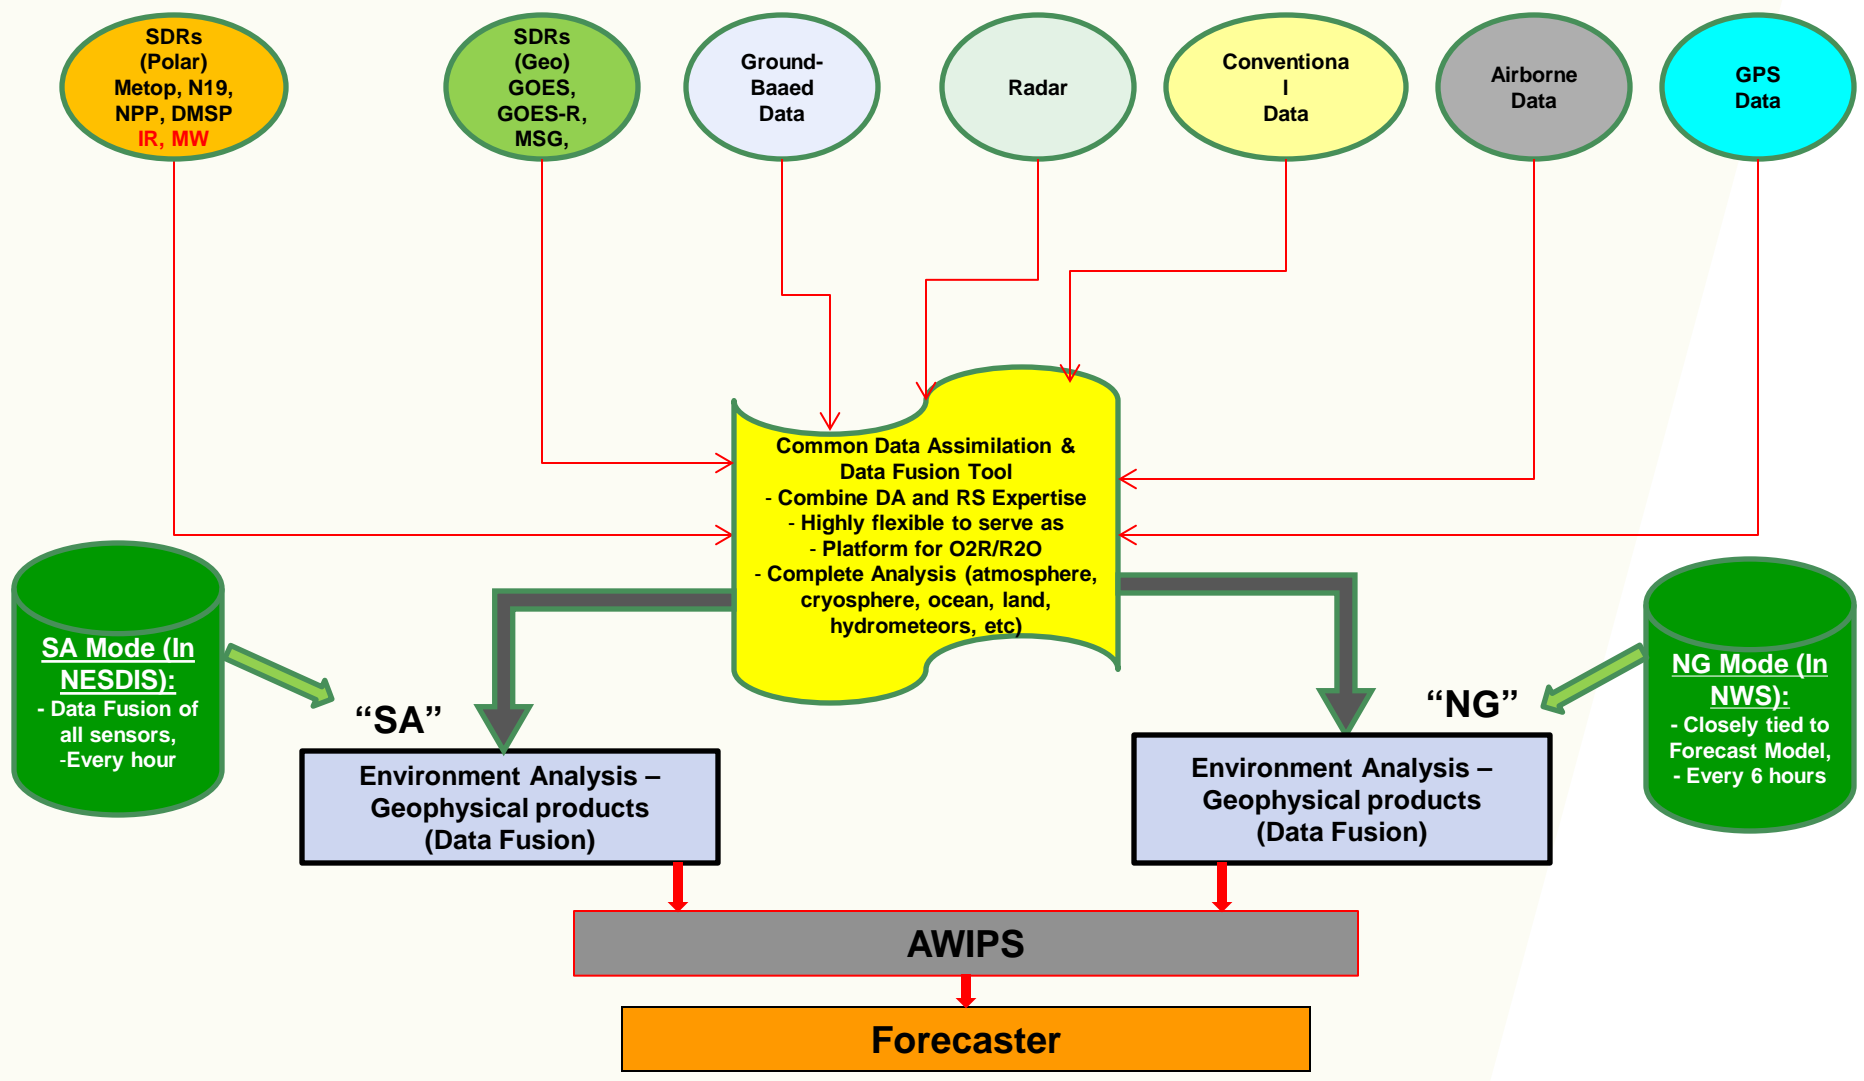 SDRs
(Polar)
Metop, N19,
NPP, DMSP
IR, MW
SDRs
(Geo)
GOES,
GOES-R,
MSG,
Ground-
Baaed
Data
Radar
Conventiona
l
Data
Airborne
Data
GPS
Data
Common Data Assimilation &
Data Fusion Tool
- Combine DA and RS Expertise
- Highly flexible to serve as
- Platform for O2R/R2O
- Complete Analysis (atmosphere,
cryosphere, ocean, land,
hydrometeors, etc)
SA Mode (In
NESDIS):
- Data Fusion of
all sensors,
-Every hour
“SA”
“NG”
NG Mode (In
NWS):
- Closely tied to
Forecast Model,
- Every 6 hours
Environment Analysis –
Geophysical products
(Data Fusion)
Environment Analysis –
Geophysical products
(Data Fusion)
AWIPS
Forecaster